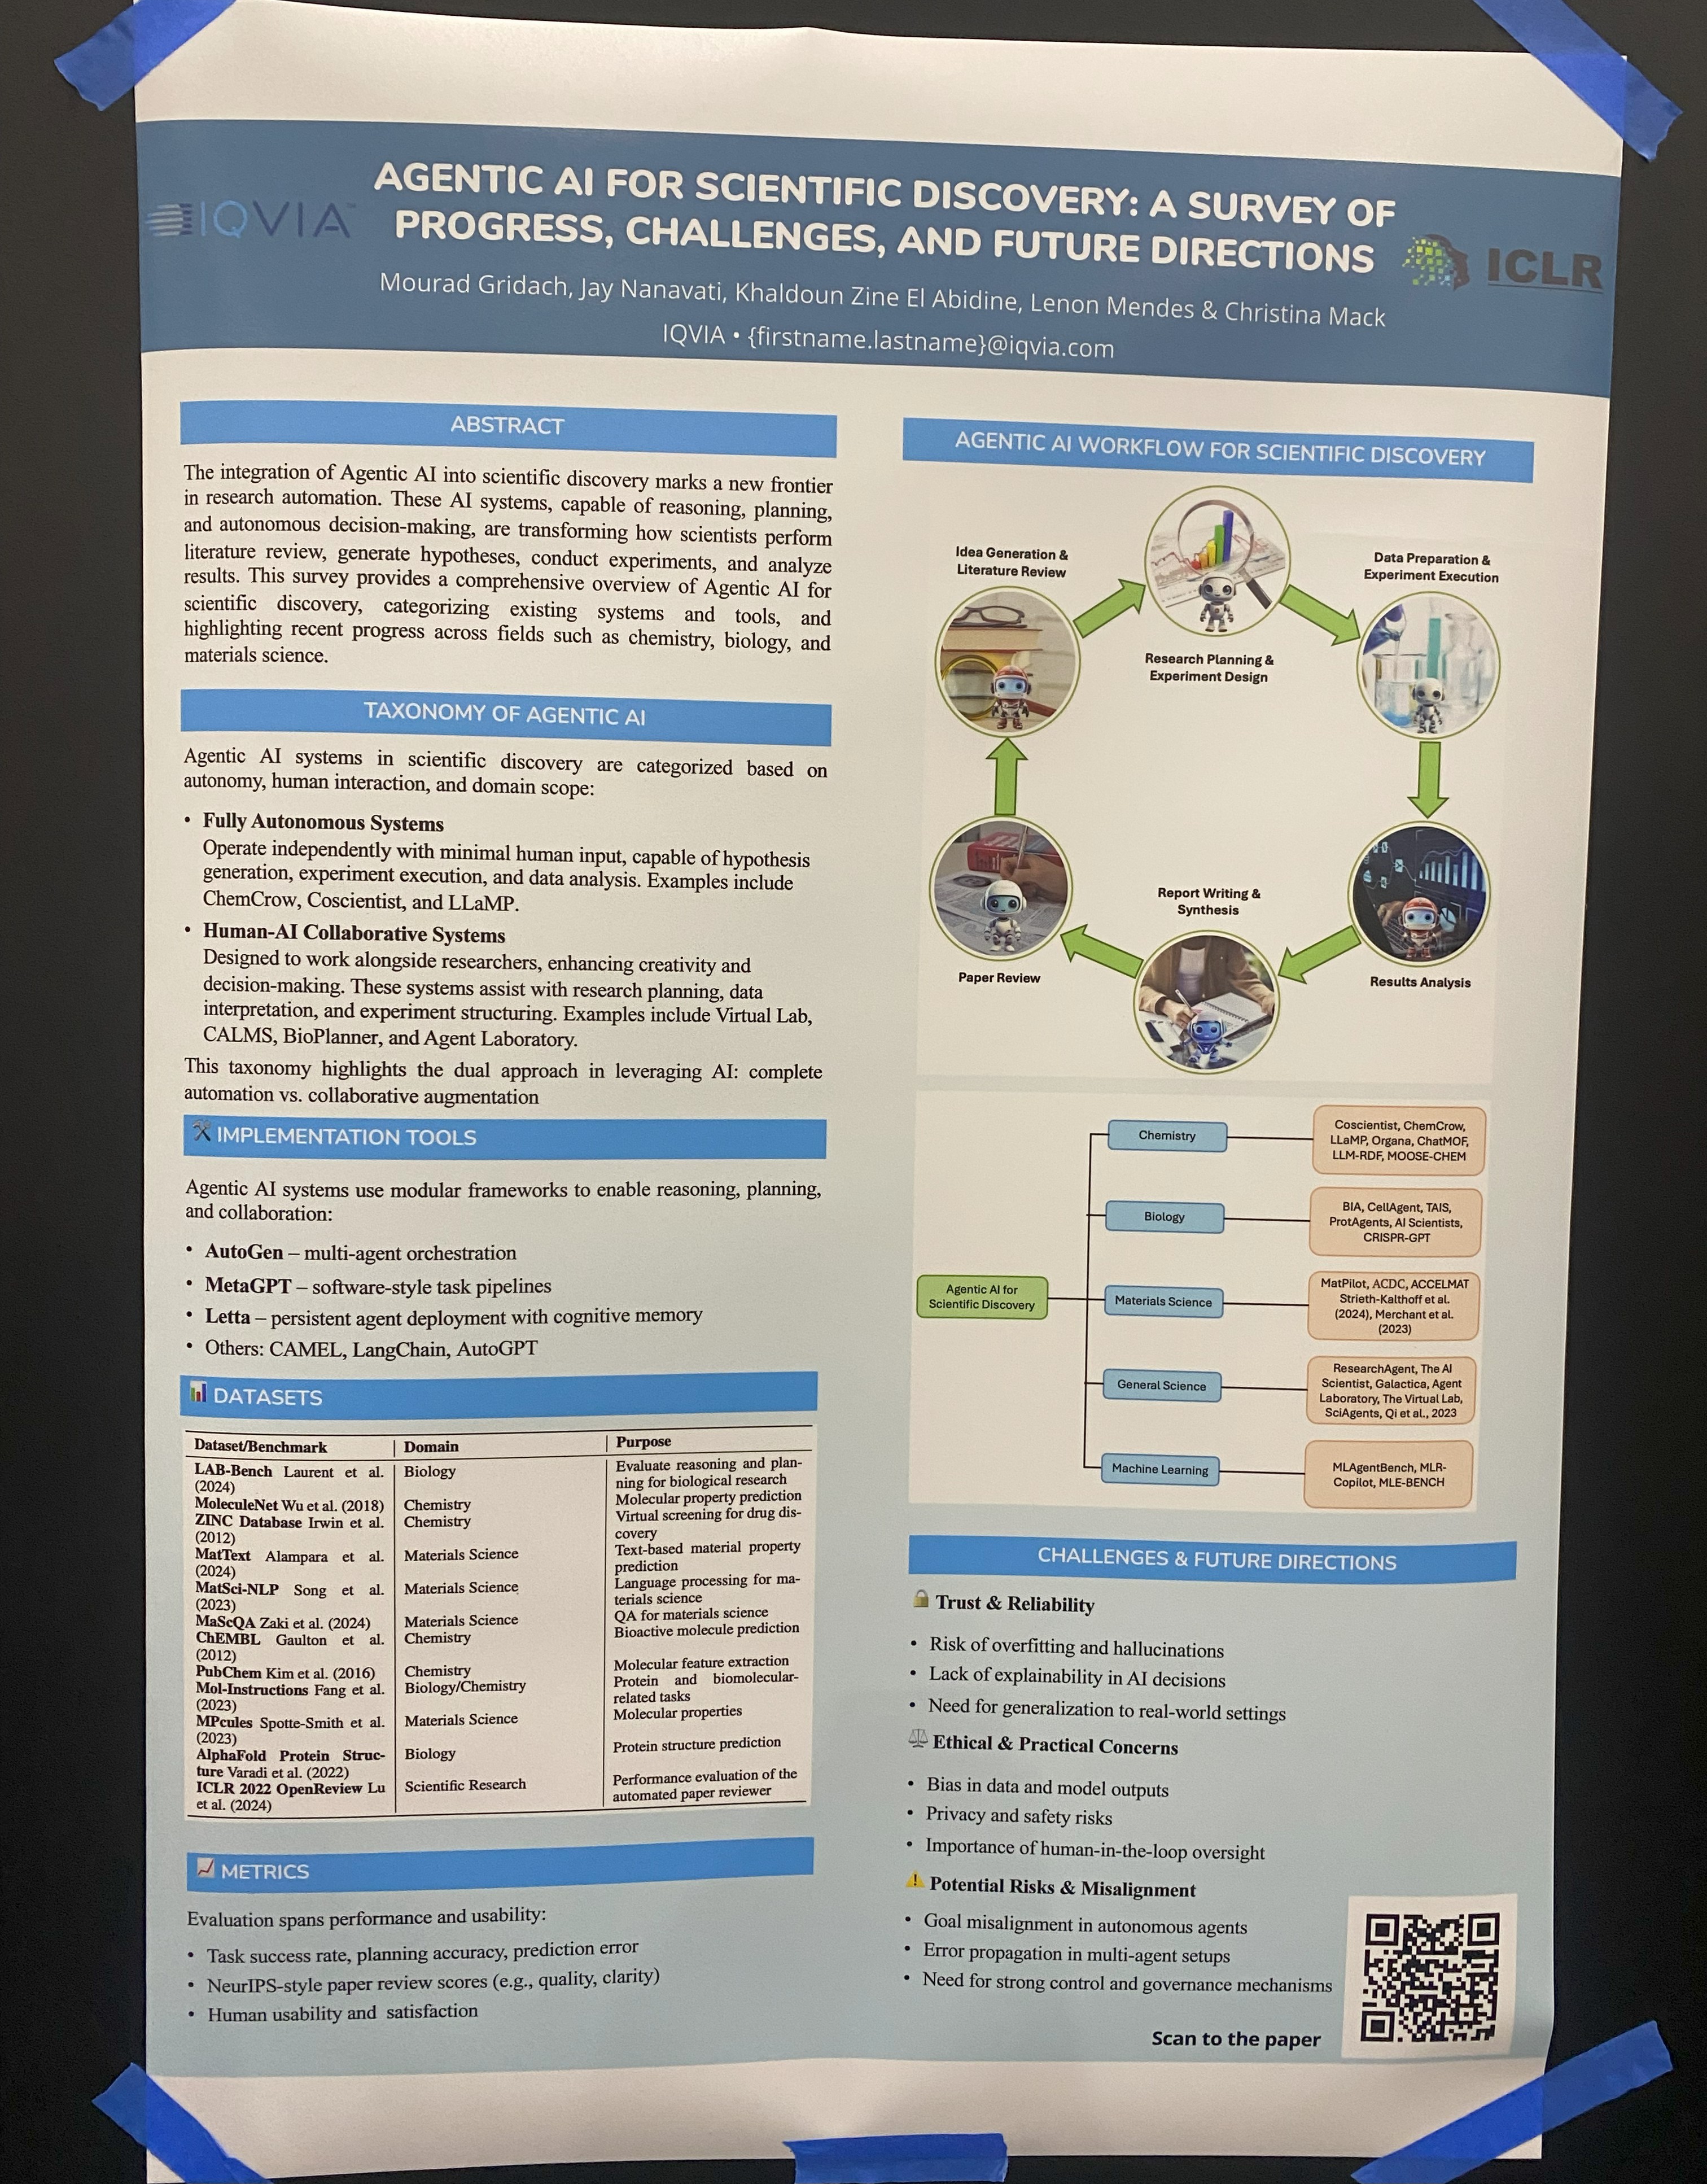 IQVIA
AGENTIC AI FOR SCIENTIFIC DISCOVERY: A SURVEY OF
PROGRESS, CHALLENGES, AND FUTURE DIRECTIONS
ICLR
Mourad Gridach, Jay Nanavati, Khaldoun Zine El Abidine, Lenon Mendes & Christina Mack
IQVIA • {firstname.lastname}@iqvia.com
ABSTRACT
The integration of Agentic AI into scientific discovery marks a new frontier
in research automation. These AI systems, capable of reasoning, planning,
and autonomous decision-making, are transforming how scientists perform
literature review, generate hypotheses, conduct experiments, and analyze
results. This survey provides a comprehensive overview of Agentic AI for
scientific discovery, categorizing existing systems and tools, and
highlighting recent progress across fields such as chemistry, biology, and
materials science.
TAXONOMY OF AGENTIC AI
Agentic AI systems in scientific discovery are categorized based on
autonomy, human interaction, and domain scope:
• Fully Autonomous Systems
Operate independently with minimal human input, capable of hypothesis
generation, experiment execution, and data analysis. Examples include
ChemCrow, Coscientist, and LLaMP.
• Human-AI Collaborative Systems
Designed to work alongside researchers, enhancing creativity and
decision-making. These systems assist with research planning, data
interpretation, and experiment structuring. Examples include Virtual Lab,
CALMS, BioPlanner, and Agent Laboratory.
This taxonomy highlights the dual approach in leveraging AI: complete
automation vs. collaborative augmentation
IMPLEMENTATION TOOLS
Agentic AI systems use modular frameworks to enable reasoning, planning,
and collaboration:
• AutoGen – multi-agent orchestration
• MetaGPT – software-style task pipelines
• Letta – persistent agent deployment with cognitive memory
• Others: CAMEL, LangChain, AutoGPT
DATASETS
Dataset/Benchmark | Domain | Purpose
LAB-Bench Laurent et al. Biology Evaluate reasoning and plan-
(2024) ning for biological research
MoleculeNet Wu et al. (2018) Chemistry Molecular property prediction
ZINC Database Irwin et al. Chemistry Virtual screening for drug dis-
(2012) covery
MatText Alampara et al. Materials Science Text-based material property
(2024) prediction
MatSci-NLP Song et al. Materials Science Language processing for ma-
(2023) terials science
MaScQA Zaki et al. (2024) Materials Science QA for materials science
ChEMBL Gaulton et al. Chemistry Bioactive molecule prediction
(2012)
PubChem Kim et al. (2016) Chemistry Molecular feature extraction
Mol-Instructions Fang et al. Biology/Chemistry Protein and biomolecular-
(2023) related tasks
MPcules Spotte-Smith et al. Materials Science Molecular properties
(2023)
AlphaFold Protein Struc- Biology Protein structure prediction
ture Varadi et al. (2022)
ICLR 2022 OpenReview Lu Scientific Research Performance evaluation of the
et al. (2024) automated paper reviewer
METRICS
Evaluation spans performance and usability:
• Task success rate, planning accuracy, prediction error
• NeurIPS-style paper review scores (e.g., quality, clarity)
• Human usability and satisfaction
AGENTIC AI WORKFLOW FOR SCIENTIFIC DISCOVERY
Idea Generation &
Literature Review
Research Planning &
Experiment Design
Data Preparation &
Experiment Execution
Results Analysis
Report Writing &
Synthesis
Paper Review
Agentic AI for
Scientific Discovery
Chemistry
Coscientist, ChemCrow,
LLaMP, Organa, ChatMOF,
LLM-RDF, MOOSE-CHEM
Biology
BIA, CellAgent, TAIS,
ProtAgents, AI Scientists,
CRISPR-GPT
Materials Science
MatPilot, ACDC, ACCELMAT
Strieth-Kalthoff et al.
(2024), Merchant et al.
(2023)
General Science
ResearchAgent, The AI
Scientist, Galactica, Agent
Laboratory, The Virtual Lab,
SciAgents, Qi et al., 2023
Machine Learning
MLAgentBench, MLR-
Copilot, MLE-BENCH
CHALLENGES & FUTURE DIRECTIONS
Trust & Reliability
• Risk of overfitting and hallucinations
• Lack of explainability in AI decisions
• Need for generalization to real-world settings
Ethical & Practical Concerns
• Bias in data and model outputs
• Privacy and safety risks
• Importance of human-in-the-loop oversight
Potential Risks & Misalignment
• Goal misalignment in autonomous agents
• Error propagation in multi-agent setups
• Need for strong control and governance mechanisms
Scan to the paper